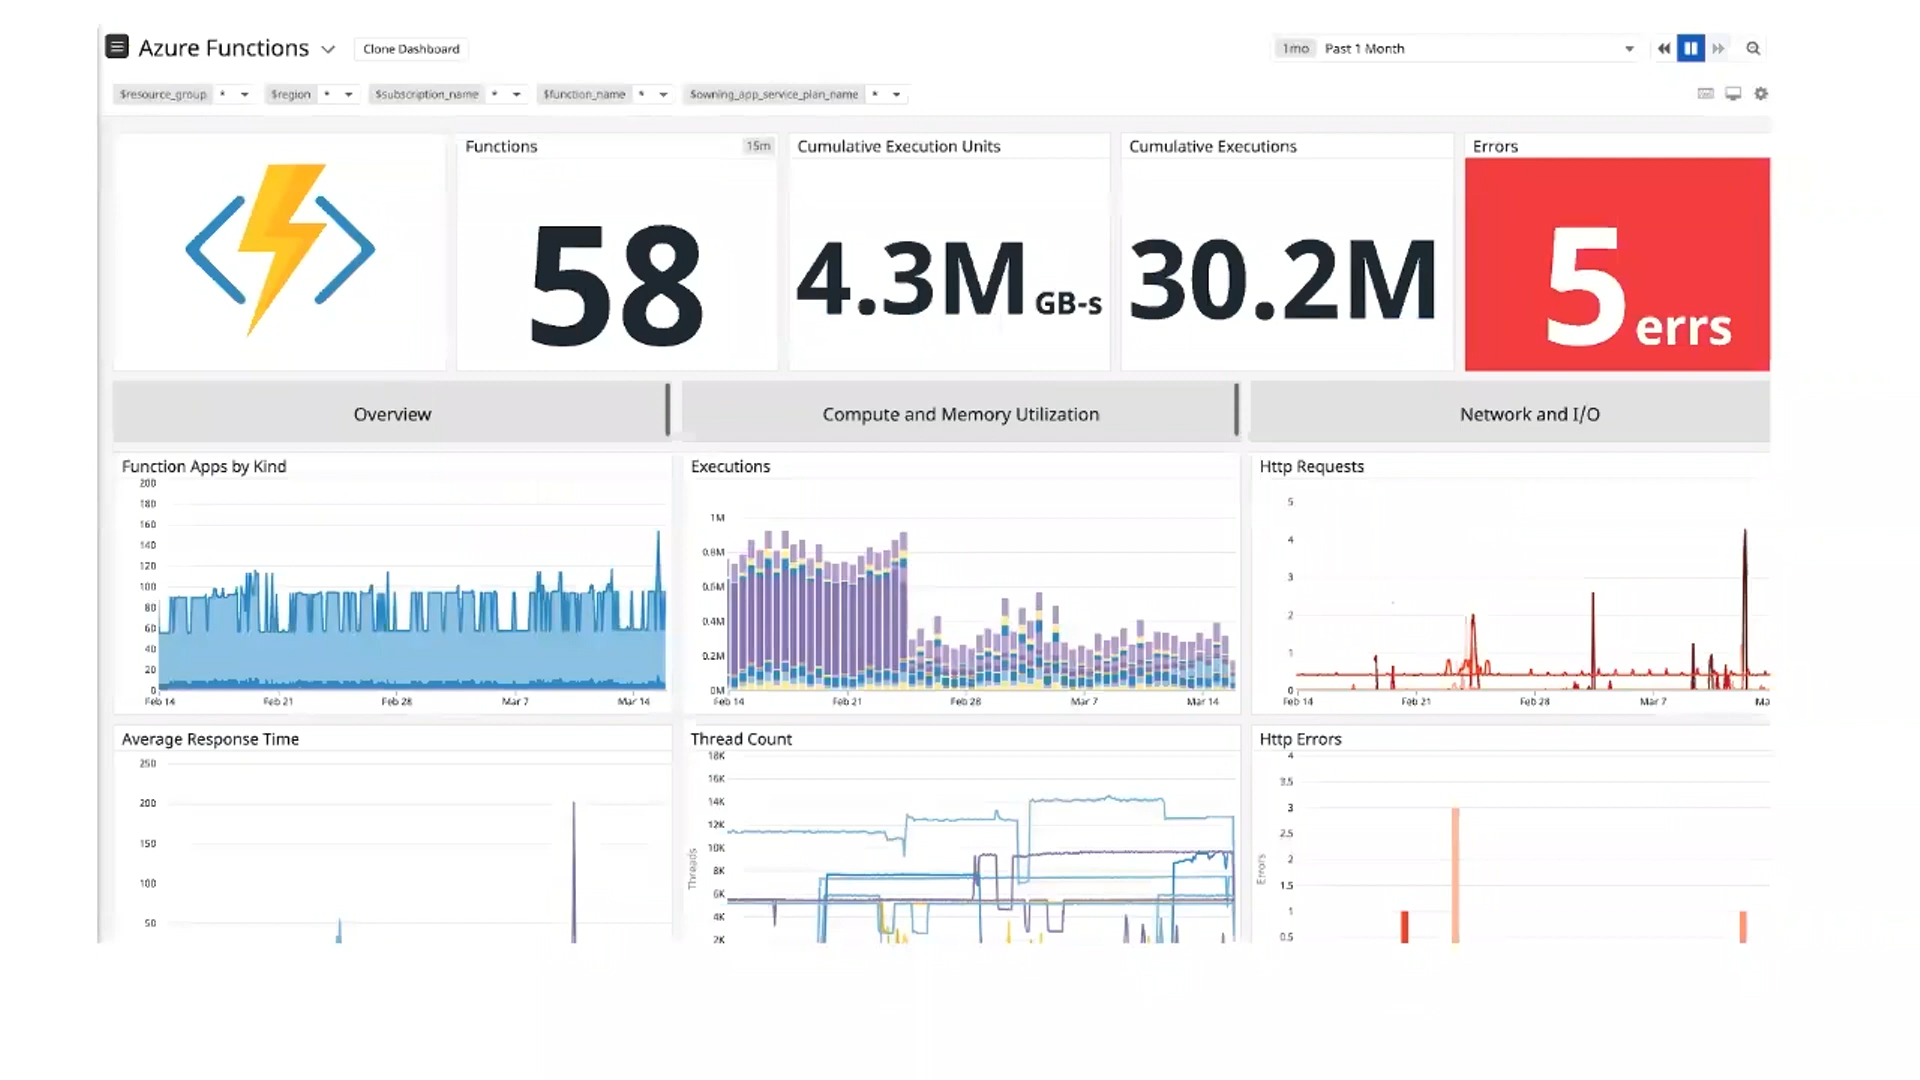 Azure Functions
Clone Dashboard
1mo Past 1 Month
$resource_group * $region * $subscription_name * $function_name * $owning_app_service_plan_name *
Functions 15m
58
Cumulative Execution Units
4.3M GB-s
Cumulative Executions
30.2M
Errors
5 errs
Overview
Compute and Memory Utilization
Network and I/O
Function Apps by Kind
200
180
160
140
120
100
80
60
40
20
0
Feb 14 Feb 21 Feb 28 Mar 7 Mar 14
Executions
1M
0.8M
0.6M
0.4M
0.2M
0M
Feb 14 Feb 21 Feb 28 Mar 7 Mar 14
Http Requests
5
4
3
2
1
0
Feb 14 Feb 21 Feb 28 Mar 7 Ma
Average Response Time
250
200
150
100
50
Thread Count
Threads
18K
16K
14K
12K
10K
8K
6K
4K
2K
Http Errors
Errors
4
3.5
3
2.5
2
1.5
1
0.5